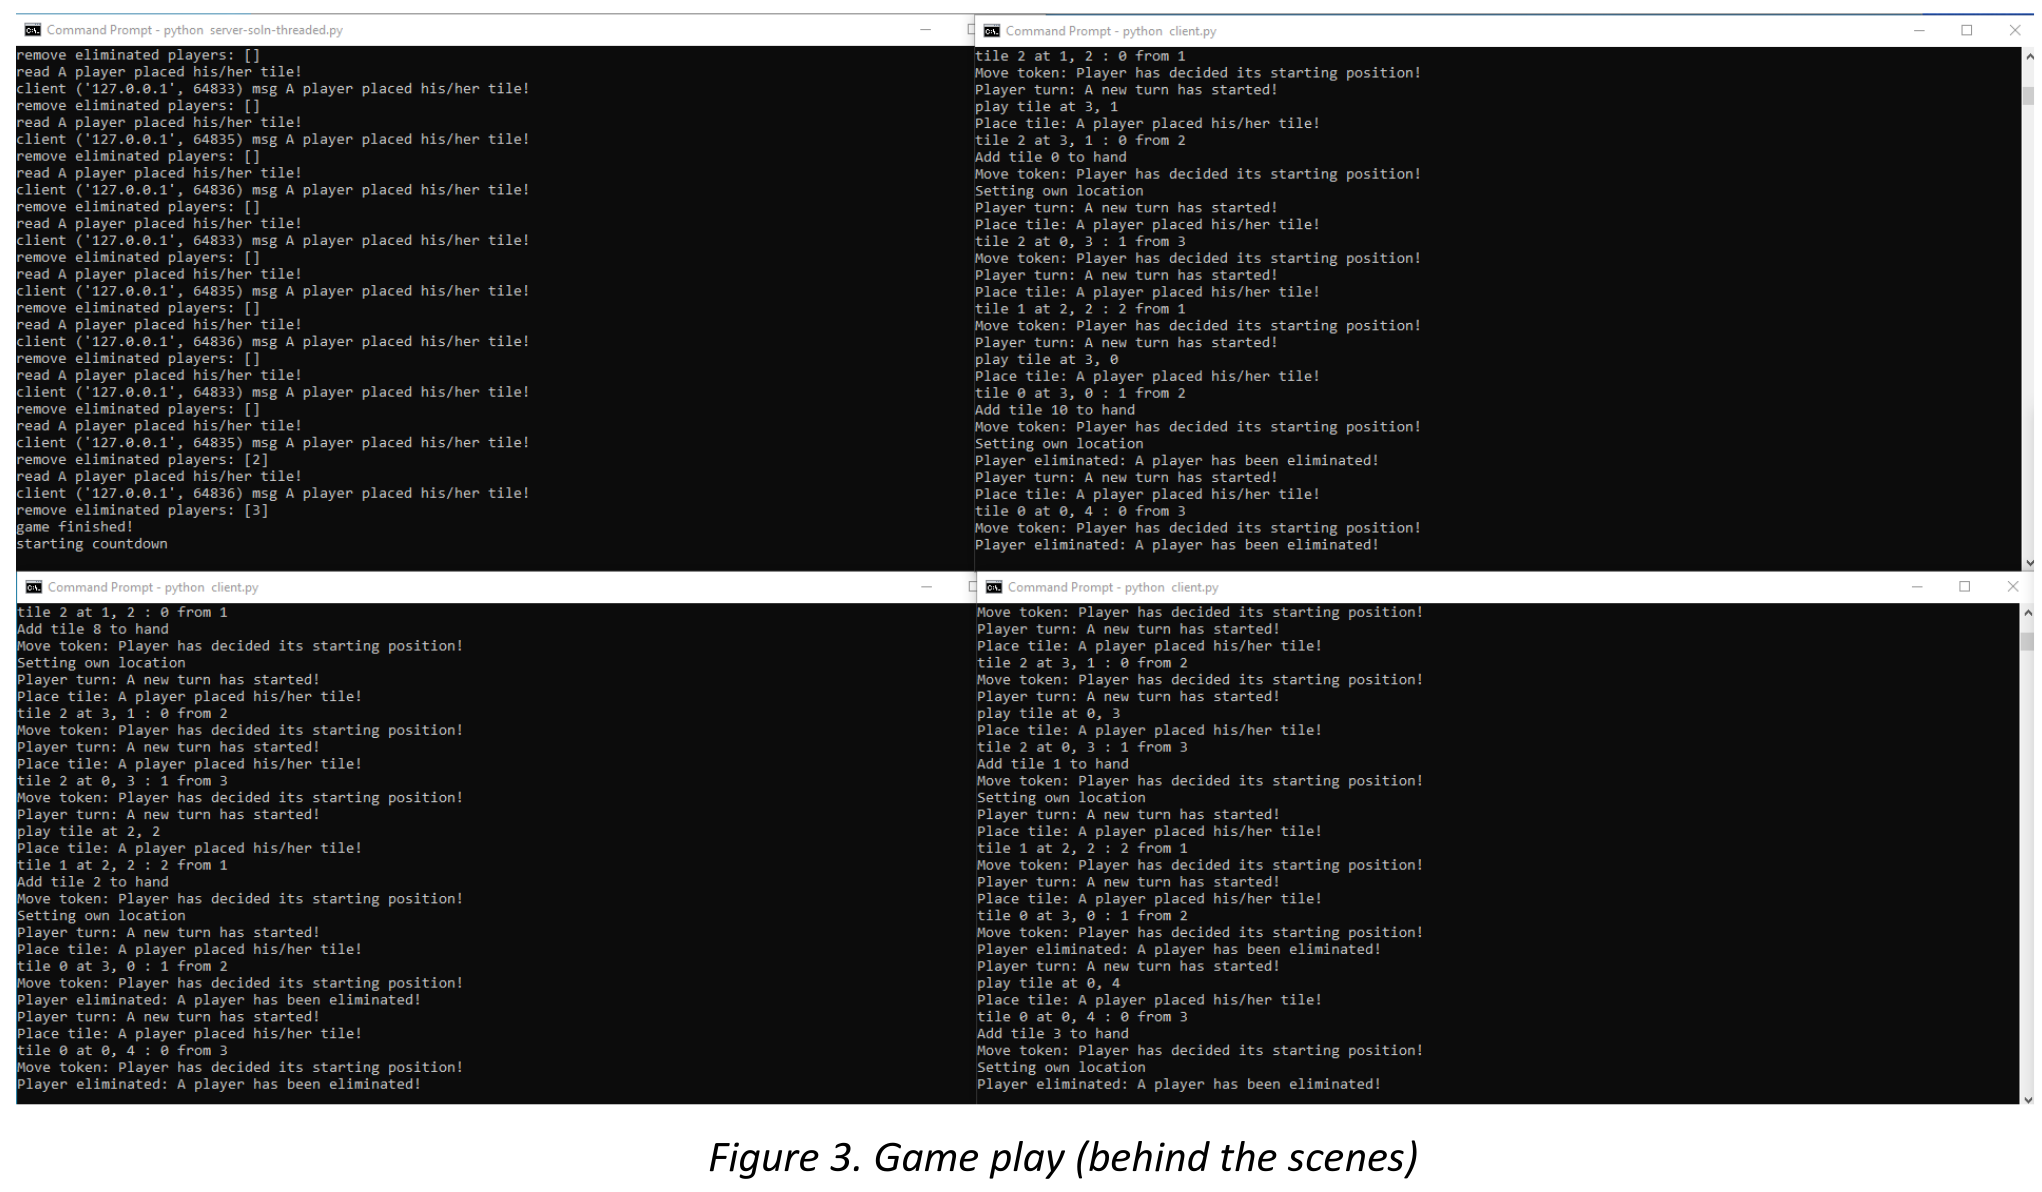 Command Prompt - python  server-soln-threaded.py
remove eliminated players: []
read A player placed his/her tile!
client ('127.0.0.1', 64833) msg A player placed his/her tile!
remove eliminated players: []
read A player placed his/her tile!
client ('127.0.0.1', 64835) msg A player placed his/her tile!
remove eliminated players: []
read A player placed his/her tile!
client ('127.0.0.1', 64836) msg A player placed his/her tile!
remove eliminated players: []
read A player placed his/her tile!
client ('127.0.0.1', 64833) msg A player placed his/her tile!
remove eliminated players: []
read A player placed his/her tile!
client ('127.0.0.1', 64835) msg A player placed his/her tile!
remove eliminated players: []
read A player placed his/her tile!
client ('127.0.0.1', 64836) msg A player placed his/her tile!
remove eliminated players: []
read A player placed his/her tile!
client ('127.0.0.1', 64833) msg A player placed his/her tile!
remove eliminated players: []
read A player placed his/her tile!
client ('127.0.0.1', 64835) msg A player placed his/her tile!
remove eliminated players: [2]
read A player placed his/her tile!
client ('127.0.0.1', 64836) msg A player placed his/her tile!
remove eliminated players: [3]
game finished!
starting countdown
Command Prompt - python  client.py
tile 2 at 1, 2 : 0 from 1
Move token: Player has decided its starting position!
Player turn: A new turn has started!
play tile at 3, 1
Place tile: A player placed his/her tile!
tile 2 at 3, 1 : 0 from 2
Add tile 0 to hand
Move token: Player has decided its starting position!
Setting own location
Player turn: A new turn has started!
Place tile: A player placed his/her tile!
tile 2 at 0, 3 : 1 from 3
Move token: Player has decided its starting position!
Player turn: A new turn has started!
Place tile: A player placed his/her tile!
tile 1 at 2, 2 : 2 from 1
Move token: Player has decided its starting position!
Player turn: A new turn has started!
play tile at 3, 0
Place tile: A player placed his/her tile!
tile 0 at 3, 0 : 1 from 2
Add tile 10 to hand
Move token: Player has decided its starting position!
Setting own location
Player eliminated: A player has been eliminated!
Player turn: A new turn has started!
Place tile: A player placed his/her tile!
tile 0 at 0, 4 : 0 from 3
Move token: Player has decided its starting position!
Player eliminated: A player has been eliminated!
Command Prompt - python  client.py
tile 2 at 1, 2 : 0 from 1
Add tile 8 to hand
Move token: Player has decided its starting position!
Setting own location
Player turn: A new turn has started!
Place tile: A player placed his/her tile!
tile 2 at 3, 1 : 0 from 2
Move token: Player has decided its starting position!
Player turn: A new turn has started!
Place tile: A player placed his/her tile!
tile 2 at 0, 3 : 1 from 3
Move token: Player has decided its starting position!
Player turn: A new turn has started!
play tile at 2, 2
Place tile: A player placed his/her tile!
tile 1 at 2, 2 : 2 from 1
Add tile 2 to hand
Move token: Player has decided its starting position!
Setting own location
Player turn: A new turn has started!
Place tile: A player placed his/her tile!
tile 0 at 3, 0 : 1 from 2
Move token: Player has decided its starting position!
Player eliminated: A player has been eliminated!
Player turn: A new turn has started!
Place tile: A player placed his/her tile!
tile 0 at 0, 4 : 0 from 3
Move token: Player has decided its starting position!
Player eliminated: A player has been eliminated!
Command Prompt - python  client.py
Move token: Player has decided its starting position!
Player turn: A new turn has started!
Place tile: A player placed his/her tile!
tile 2 at 3, 1 : 0 from 2
Move token: Player has decided its starting position!
Player turn: A new turn has started!
play tile at 0, 3
Place tile: A player placed his/her tile!
tile 2 at 0, 3 : 1 from 3
Add tile 1 to hand
Move token: Player has decided its starting position!
Setting own location
Player turn: A new turn has started!
Place tile: A player placed his/her tile!
tile 1 at 2, 2 : 2 from 1
Move token: Player has decided its starting position!
Player turn: A new turn has started!
Place tile: A player placed his/her tile!
tile 0 at 3, 0 : 1 from 2
Move token: Player has decided its starting position!
Player eliminated: A player has been eliminated!
Player turn: A new turn has started!
play tile at 0, 4
Place tile: A player placed his/her tile!
tile 0 at 0, 4 : 0 from 3
Add tile 3 to hand
Move token: Player has decided its starting position!
Setting own location
Player eliminated: A player has been eliminated!
Figure 3. Game play (behind the scenes)